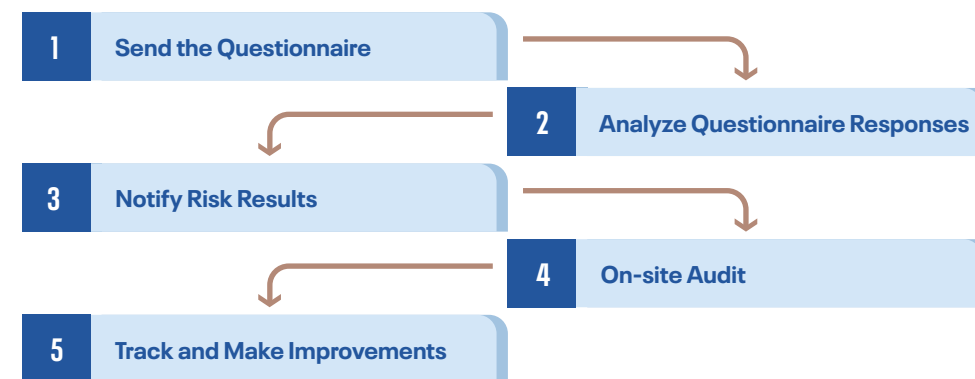 1 Send the Questionnaire
2 Analyze Questionnaire Responses
3 Notify Risk Results
4 On-site Audit
5 Track and Make Improvements